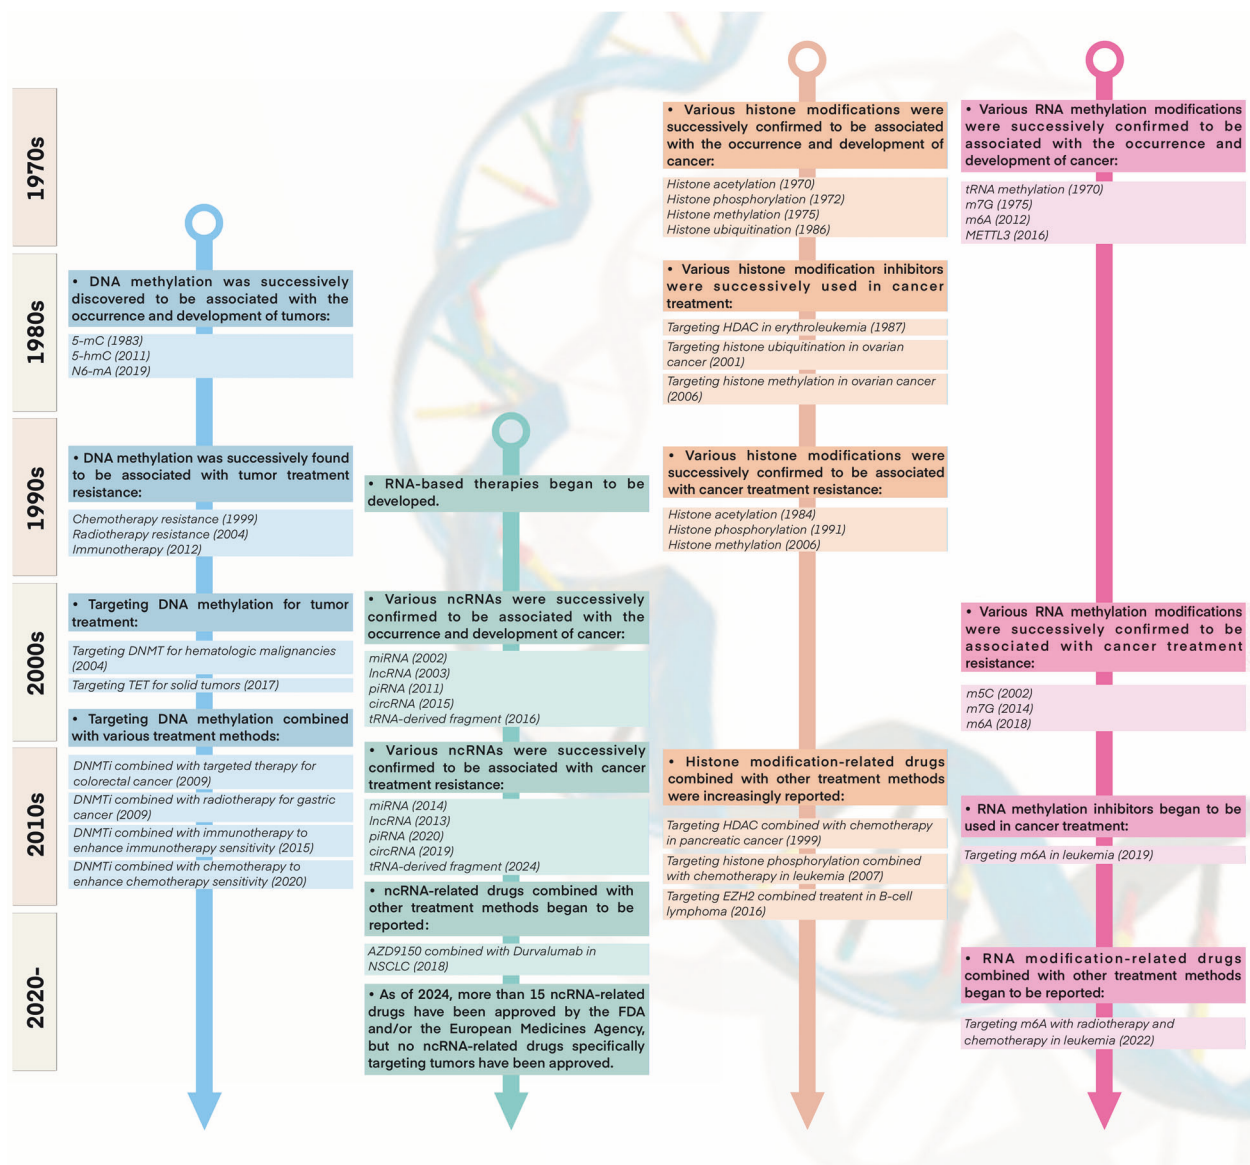 1970s
1980s
1990s
2000s
2010s
2020-
• DNA methylation was successively
discovered to be associated with the
occurrence and development of tumors:
5-mC (1983)
5-hmC (2011)
N6-mA (2019)
• DNA methylation was successively found
to be associated with tumor treatment
resistance:
Chemotherapy resistance (1999)
Radiotherapy resistance (2004)
Immunotherapy (2012)
• Targeting DNA methylation for tumor
treatment:
Targeting DNMT for hematologic malignancies
(2004)
Targeting TET for solid tumors (2017)
• Targeting DNA methylation combined
with various treatment methods:
DNMTi combined with targeted therapy for
colorectal cancer (2009)
DNMTi combined with radiotherapy for gastric
cancer (2009)
DNMTi combined with immunotherapy to
enhance immunotherapy sensitivity (2015)
DNMTi combined with chemotherapy to
enhance chemotherapy sensitivity (2020)
• RNA-based therapies began to be
developed.
• Various ncRNAs were successively
confirmed to be associated with the
occurrence and development of cancer:
miRNA (2002)
lncRNA (2003)
piRNA (2011)
circRNA (2015)
tRNA-derived fragment (2016)
• Various ncRNAs were successively
confirmed to be associated with cancer
treatment resistance:
miRNA (2014)
lncRNA (2013)
piRNA (2020)
circRNA (2019)
tRNA-derived fragment (2024)
• ncRNA-related drugs combined with
other treatment methods began to be
reported:
AZD9150 combined with Durvalumab in
NSCLC (2018)
• As of 2024, more than 15 ncRNA-related
drugs have been approved by the FDA
and/or the European Medicines Agency,
but no ncRNA-related drugs specifically
targeting tumors have been approved.
• Various histone modifications were
successively confirmed to be associated
with the occurrence and development of
cancer:
Histone acetylation (1970)
Histone phosphorylation (1972)
Histone methylation (1975)
Histone ubiquitination (1986)
• Various histone modification inhibitors
were successively used in cancer
treatment:
Targeting HDAC in erythroleukemia (1987)
Targeting histone ubiquitination in ovarian
cancer (2001)
Targeting histone methylation in ovarian cancer
(2006)
• Various histone modifications were
successively confirmed to be associated
with cancer treatment resistance:
Histone acetylation (1984)
Histone phosphorylation (1991)
Histone methylation (2006)
• Histone modification-related drugs
combined with other treatment methods
were increasingly reported:
Targeting HDAC combined with chemotherapy
in pancreatic cancer (1999)
Targeting histone phosphorylation combined
with chemotherapy in leukemia (2007)
Targeting EZH2 combined treatent in B-cell
lymphoma (2016)
• Various RNA methylation modifications
were successively confirmed to be
associated with the occurrence and
development of cancer:
tRNA methylation (1970)
m7G (1975)
m6A (2012)
METTL3 (2016)
• Various RNA methylation modifications
were successively confirmed to be
associated with cancer treatment
resistance:
m5C (2002)
m7G (2014)
m6A (2018)
• RNA methylation inhibitors began to be
used in cancer treatment:
Targeting m6A in leukemia (2019)
• RNA modification-related drugs
combined with other treatment methods
began to be reported:
Targeting m6A with radiotherapy and
chemotherapy in leukemia (2022)